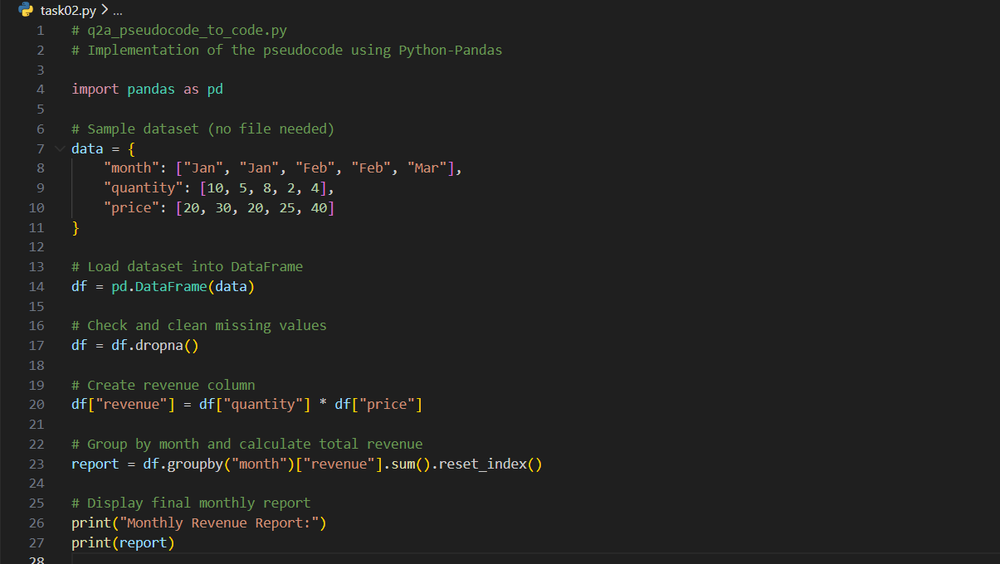 task02.py > ...
1 # q2a_pseudocode_to_code.py
2 # Implementation of the pseudocode using Python-Pandas
3
4 import pandas as pd
5
6 # Sample dataset (no file needed)
7 data = {
8     "month": ["Jan", "Jan", "Feb", "Feb", "Mar"],
9     "quantity": [10, 5, 8, 2, 4],
10     "price": [20, 30, 20, 25, 40]
11 }
12
13 # Load dataset into DataFrame
14 df = pd.DataFrame(data)
15
16 # Check and clean missing values
17 df = df.dropna()
18
19 # Create revenue column
20 df["revenue"] = df["quantity"] * df["price"]
21
22 # Group by month and calculate total revenue
23 report = df.groupby("month")["revenue"].sum().reset_index()
24
25 # Display final monthly report
26 print("Monthly Revenue Report:")
27 print(report)
28